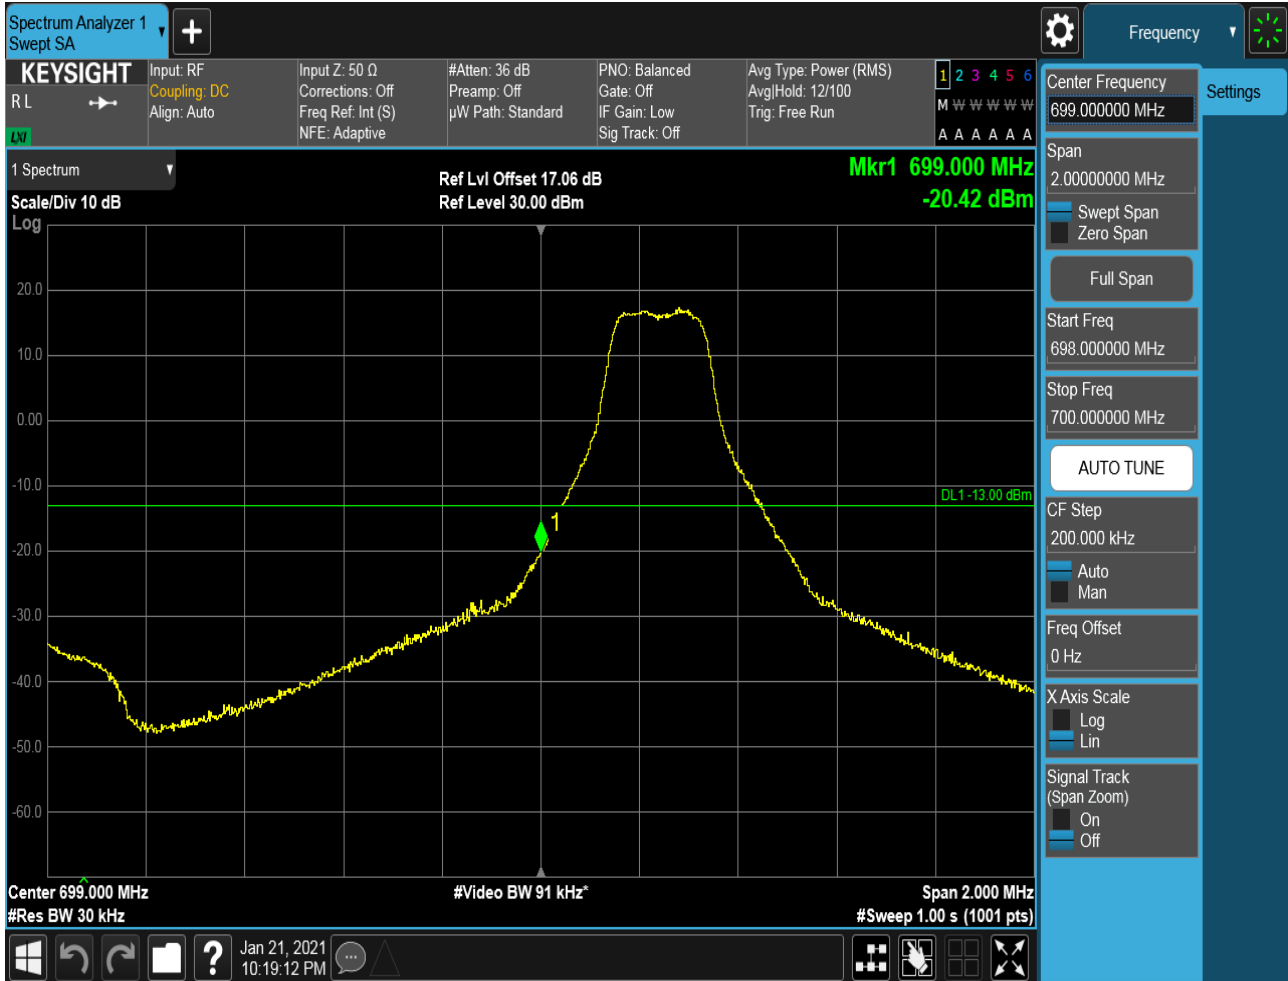 Spectrum Analyzer 1
Swept SA
Frequency
KEYSIGHT
R L
LXI
Input: RF
Coupling: DC
Align: Auto
Input Z: 50 Ω
Corrections: Off
Freq Ref: Int (S)
NFE: Adaptive
#Atten: 36 dB
Preamp: Off
µW Path: Standard
PNO: Balanced
Gate: Off
IF Gain: Low
Sig Track: Off
Avg Type: Power (RMS)
Avg|Hold: 12/100
Trig: Free Run
1 2 3 4 5 6
M W W W W W
A A A A A A
1 Spectrum
Scale/Div 10 dB
Log
Ref Lvl Offset 17.06 dB
Ref Level 30.00 dBm
Mkr1 699.000 MHz
-20.42 dBm
20.0
10.0
0.00
-10.0
-20.0
-30.0
-40.0
-50.0
-60.0
DL1 -13.00 dBm
1
Center 699.000 MHz
#Res BW 30 kHz
#Video BW 91 kHz*
Span 2.000 MHz
#Sweep 1.00 s (1001 pts)
Center Frequency
699.000000 MHz
Settings
Span
2.00000000 MHz
Swept Span
Zero Span
Full Span
Start Freq
698.000000 MHz
Stop Freq
700.000000 MHz
AUTO TUNE
CF Step
200.000 kHz
Auto
Man
Freq Offset
0 Hz
X Axis Scale
Log
Lin
Signal Track
(Span Zoom)
On
Off
?
Jan 21, 2021
10:19:12 PM